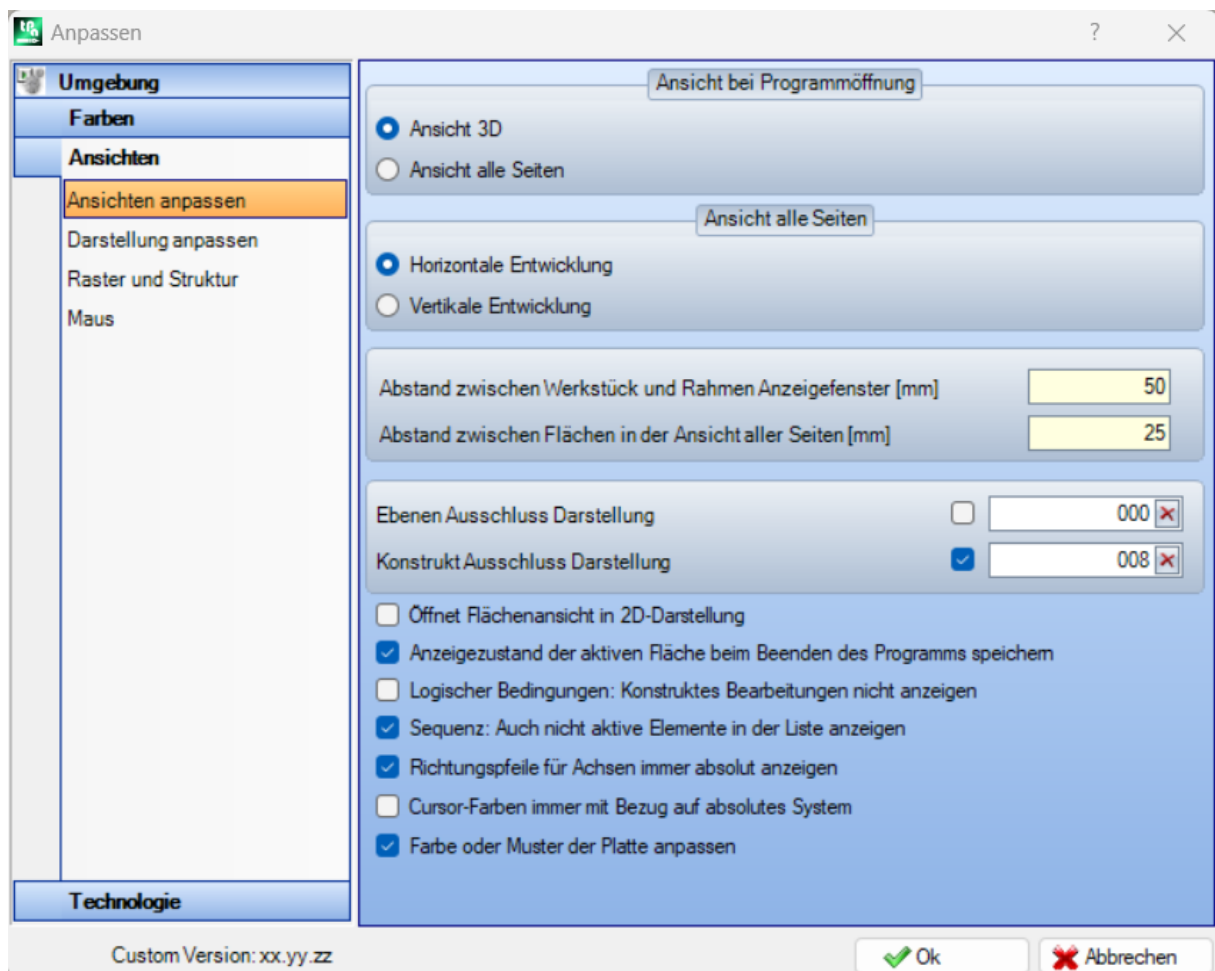 Anpassen
?
Umgebung
Farben
Ansichten
Ansichten anpassen
Darstellung anpassen
Raster und Struktur
Maus
Technologie
Ansicht bei Programmöffnung
Ansicht 3D
Ansicht alle Seiten
Ansicht alle Seiten
Horizontale Entwicklung
Vertikale Entwicklung
Abstand zwischen Werkstück und Rahmen Anzeigefenster [mm] 50
Abstand zwischen Flächen in der Ansicht aller Seiten [mm] 25
Ebenen Ausschluss Darstellung 000
Konstrukt Ausschluss Darstellung 008
Öffnet Flächenansicht in 2D-Darstellung
Anzeigezustand der aktiven Fläche beim Beenden des Programms speichern
Logischer Bedingungen: Konstruktes Bearbeitungen nicht anzeigen
Sequenz: Auch nicht aktive Elemente in der Liste anzeigen
Richtungspfeile für Achsen immer absolut anzeigen
Cursor-Farben immer mit Bezug auf absolutes System
Farbe oder Muster der Platte anpassen
Custom Version: xx.yy.zz
Ok
Abbrechen